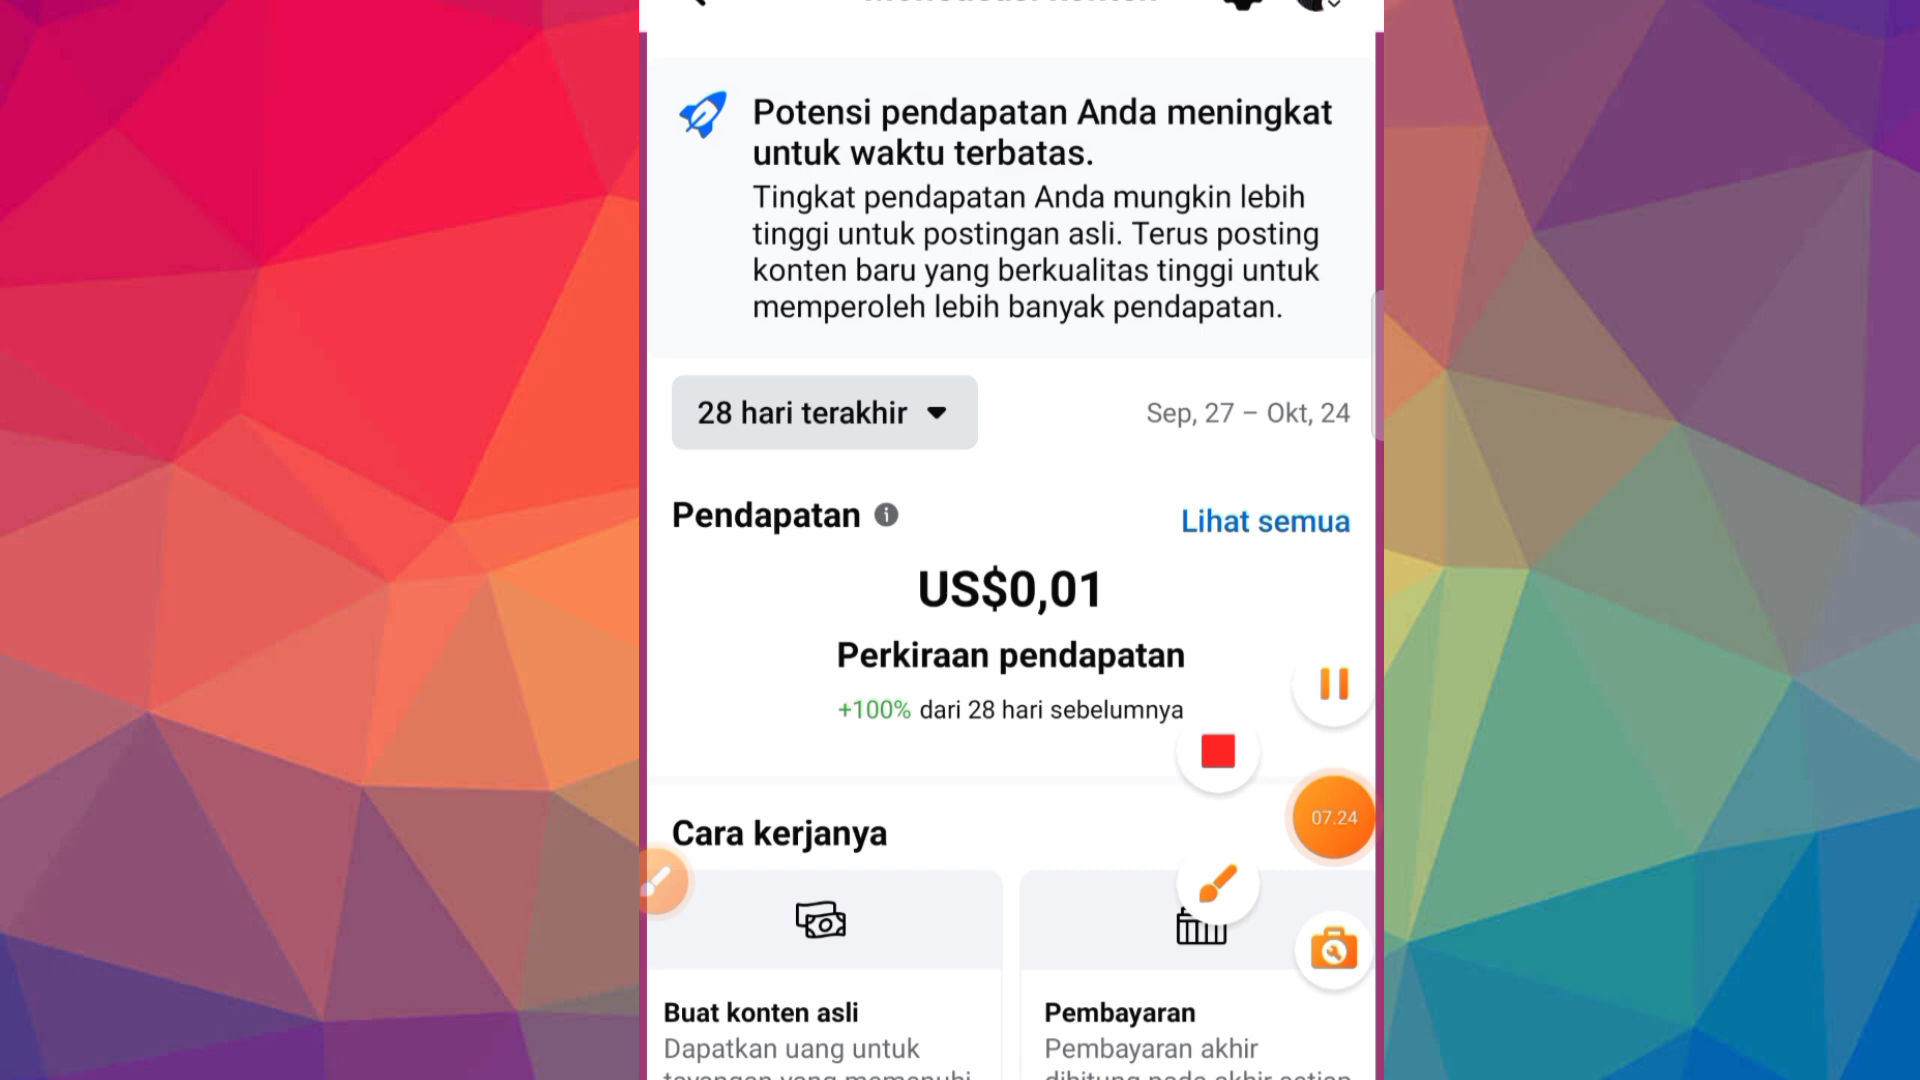 Potensi pendapatan Anda meningkat
untuk waktu terbatas.
Tingkat pendapatan Anda mungkin lebih
tinggi untuk postingan asli. Terus posting
konten baru yang berkualitas tinggi untuk
memperoleh lebih banyak pendapatan.
28 hari terakhir
Sep, 27 – Okt, 24
Pendapatan
Lihat semua
US$0,01
Perkiraan pendapatan
+100% dari 28 hari sebelumnya
07.24
Cara kerjanya
Buat konten asli
Dapatkan uang untuk
Pembayaran
Pembayaran akhir